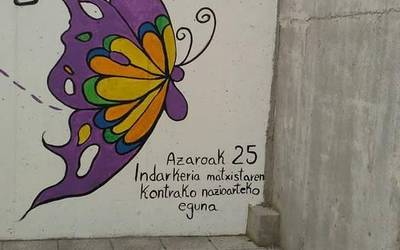 Azaroak 25
Indarkeria matxistaren
Kontrako nazioarteko
eguna